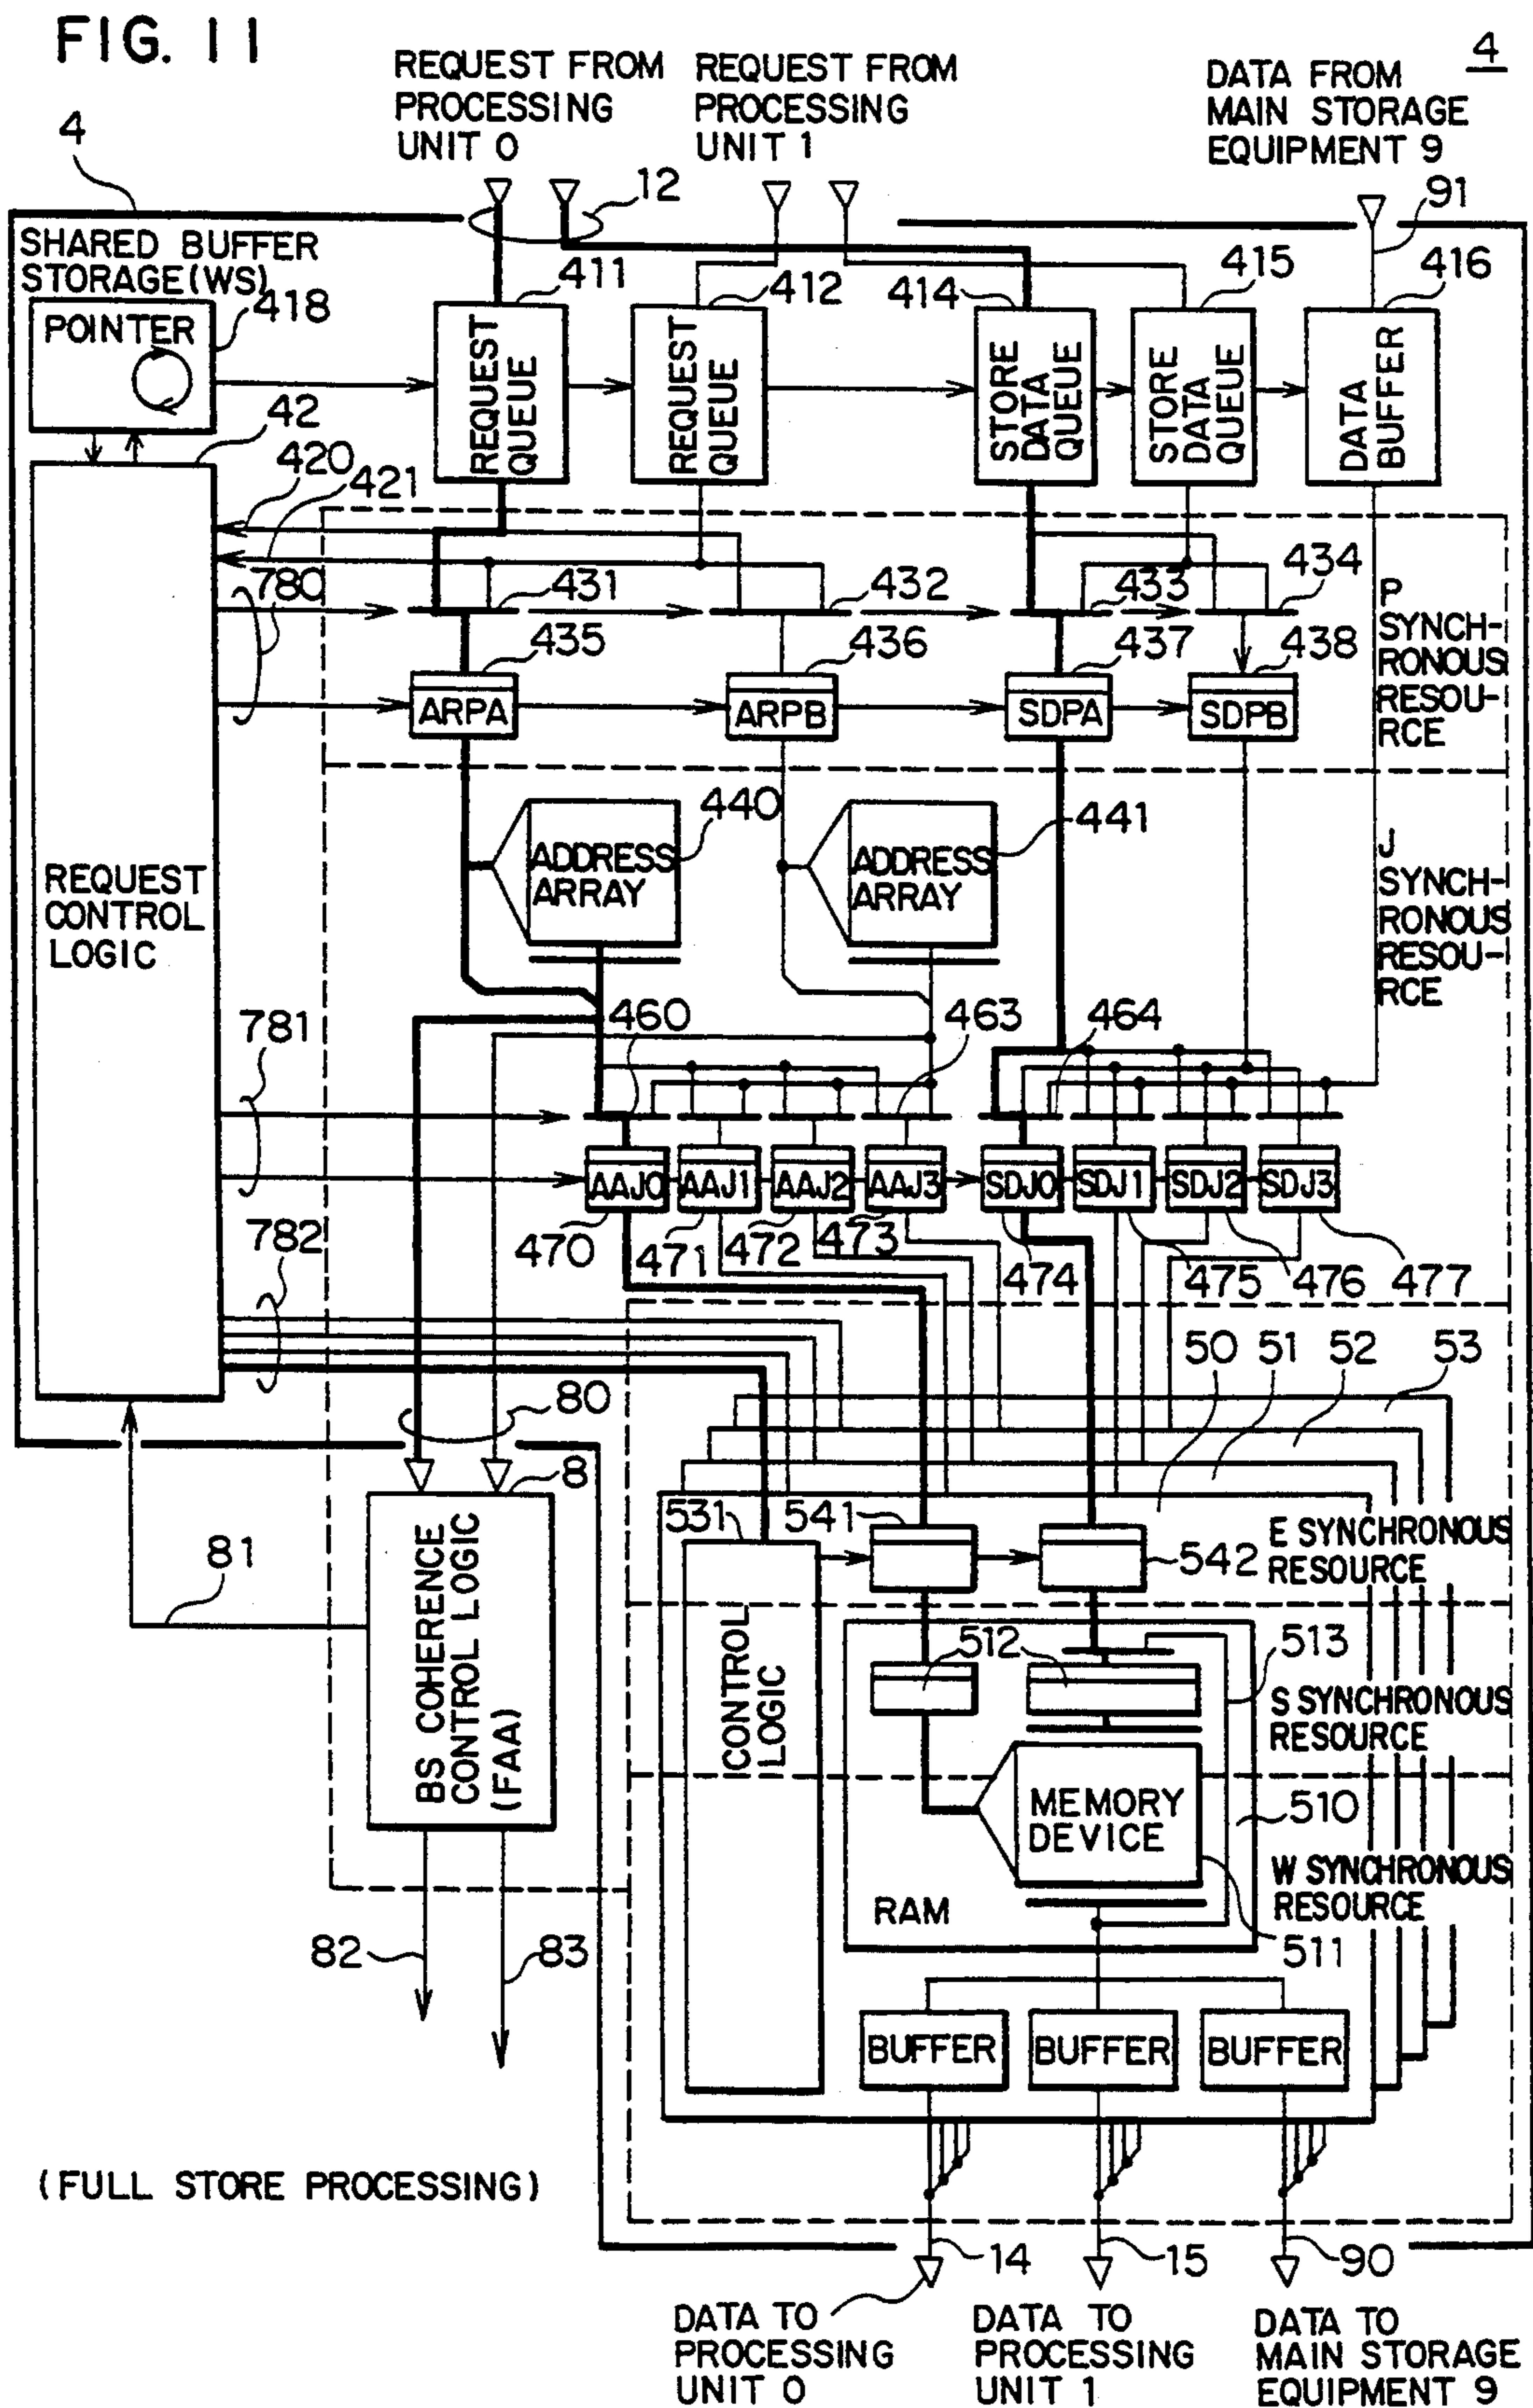 FIG. 11
4
REQUEST FROM
PROCESSING
UNIT 0
REQUEST FROM
PROCESSING
UNIT 1
DATA FROM
MAIN STORAGE
EQUIPMENT 9
4
12
91
SHARED BUFFER
STORAGE(WS)
411
412
414
415
416
418
POINTER
REQUEST
QUEUE
REQUEST
QUEUE
STORE
DATA
QUEUE
STORE
DATA
QUEUE
DATA
BUFFER
42
420
421
780
431
432
433
434
P
SYNCH-
RONOUS
RESOU-
RCE
435
436
437
438
ARPA
ARPB
SDPA
SDPB
440
441
ADDRESS
ARRAY
ADDRESS
ARRAY
J
SYNCH-
RONOUS
RESOU-
RCE
REQUEST
CONTROL
LOGIC
781
460
463
464
AAJ0
AAJ1
AAJ2
AAJ3
SDJ0
SDJ1
SDJ2
SDJ3
782
470
471
472
473
474
475
476
477
50
51
52
53
80
8
531
541
542
E SYNCHRONOUS
RESOURCE
81
BS COHERENCE
CONTROL LOGIC
(FAA)
CONTROL
LOGIC
512
513
S SYNCHRONOUS
RESOURCE
MEMORY
DEVICE
510
W SYNCHRONOUS
RESOURCE
RAM
511
82
83
BUFFER
BUFFER
BUFFER
(FULL STORE PROCESSING)
14
15
90
DATA TO
PROCESSING
UNIT 0
DATA TO
PROCESSING
UNIT 1
DATA TO
MAIN STORAGE
EQUIPMENT 9